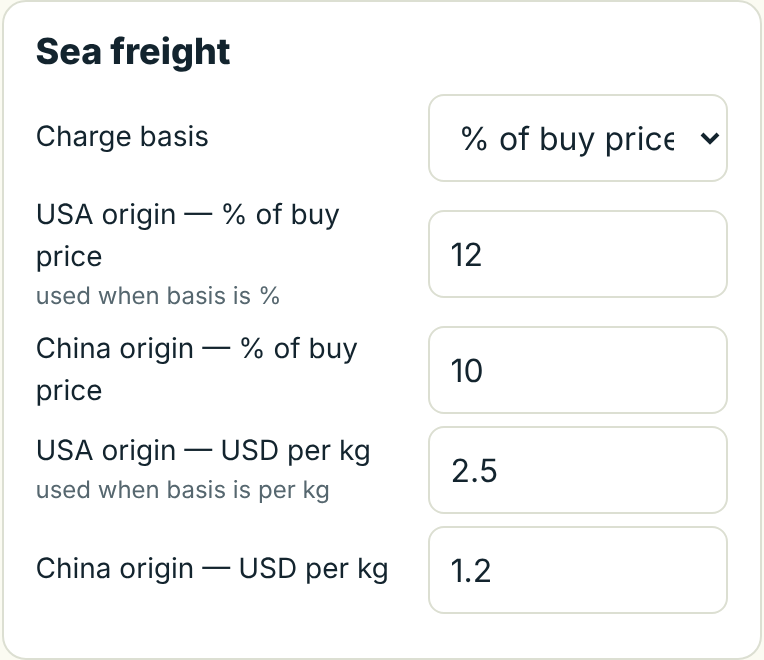 Sea freight
Charge basis
% of buy price
USA origin — % of buy
price
used when basis is %
12
China origin — % of buy
price
10
USA origin — USD per kg
used when basis is per kg
2.5
China origin — USD per kg
1.2